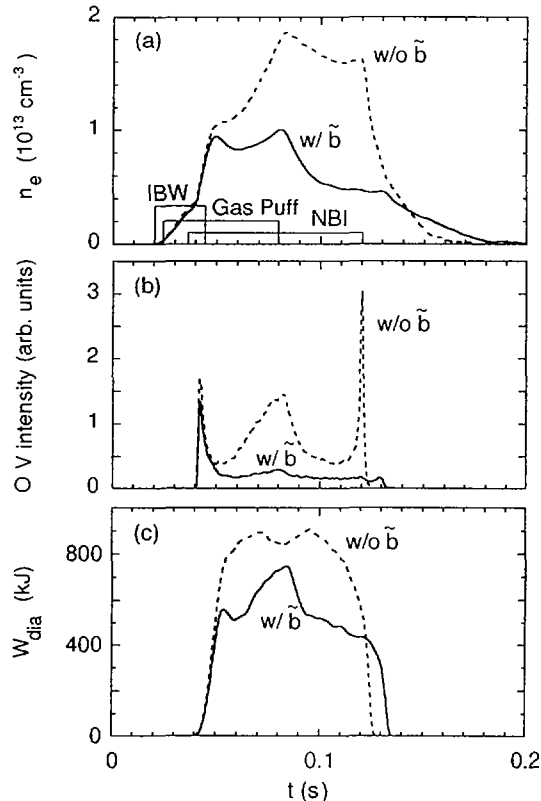 (a)
2
w/o b̃
w/ b̃
1
IBW
Gas Puff
NBI
0
n_e (10^13 cm^-3)
(b)
3
w/o b̃
2
1
w/ b̃
0
O V intensity (arb. units)
(c)
w/o b̃
800
w/ b̃
400
0
W_dia (kJ)
0
0.1
0.2
t (s)